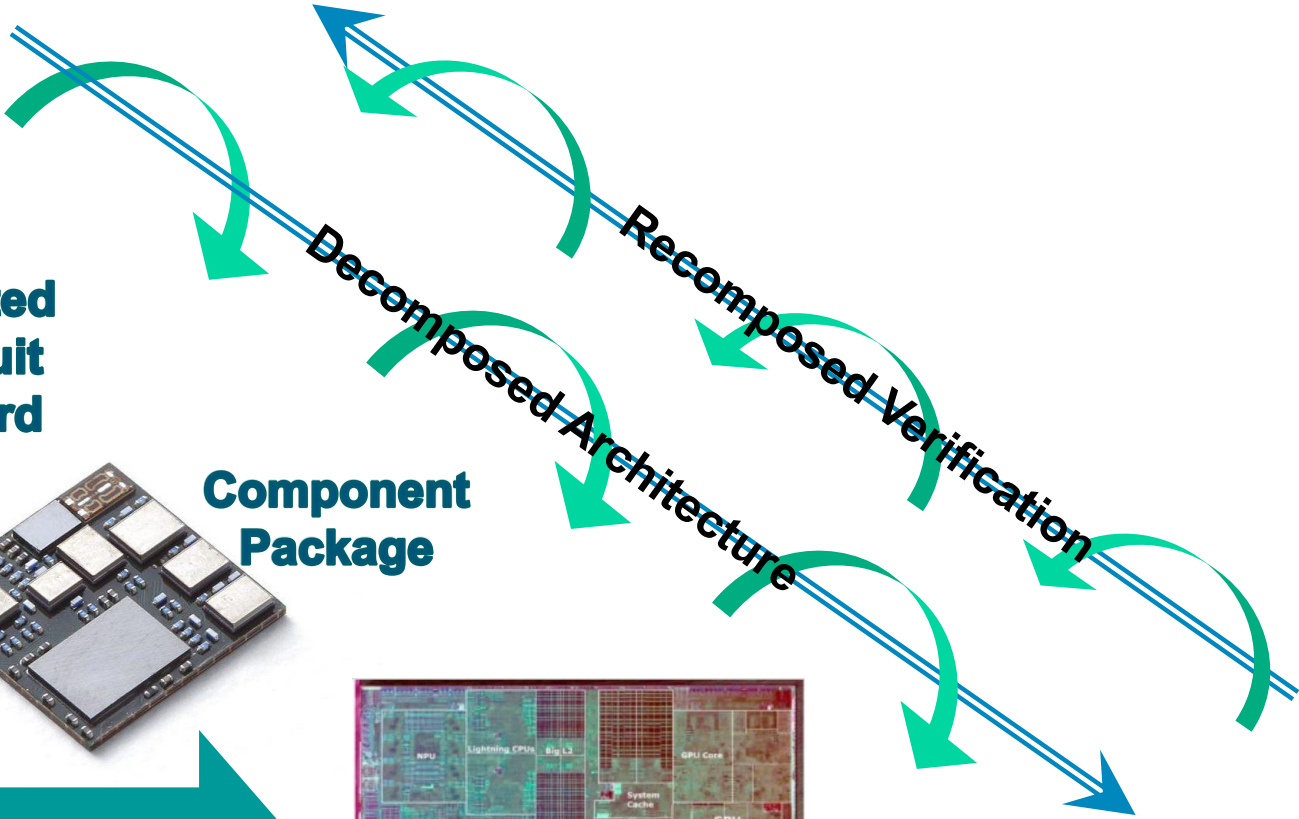 Recomposed Verification
Decomposed Architecture
Component
Package
NPU
Lightning CPUs
Big L2
GPU Core
System
Cache